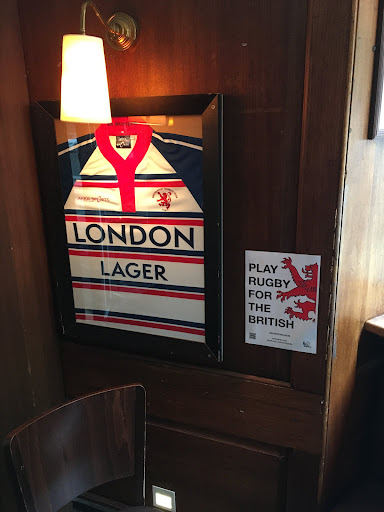 LONDON
LAGER
PLAY
RUGBY
FOR
THE
BRITISH